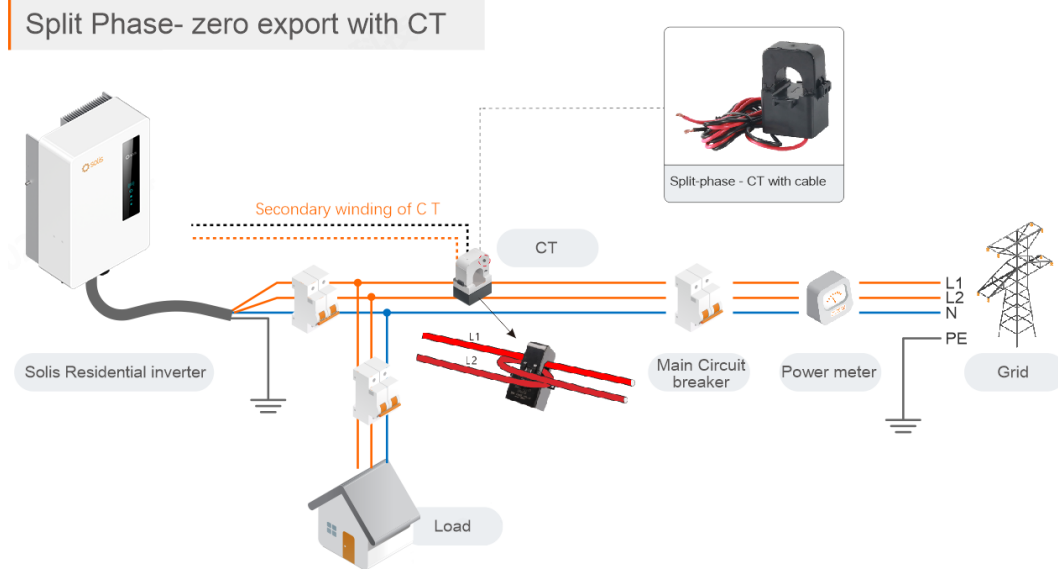 Split Phase- zero export with CT
solis
Split-phase - CT with cable
Secondary winding of C T
CT
L1
L2
N
PE
L1
L2
Solis Residential inverter
Main Circuit
breaker
Power meter
Grid
Load